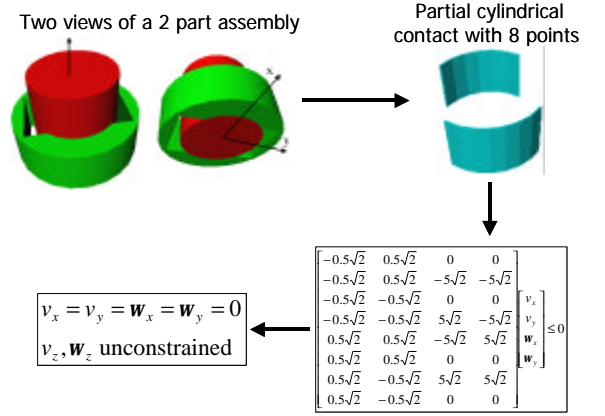 Two views of a 2 part assembly
Partial cylindrical
contact with 8 points
x
y
-0.5√2 0.5√2 0 0
-0.5√2 0.5√2 -5√2 -5√2
-0.5√2 -0.5√2 0 0
-0.5√2 -0.5√2 5√2 -5√2
0.5√2 0.5√2 -5√2 5√2
0.5√2 0.5√2 0 0
0.5√2 -0.5√2 5√2 5√2
0.5√2 -0.5√2 0 0
v_x
v_y
w_x
w_y
≤ 0
v_x = v_y = w_x = w_y = 0
v_z, w_z unconstrained